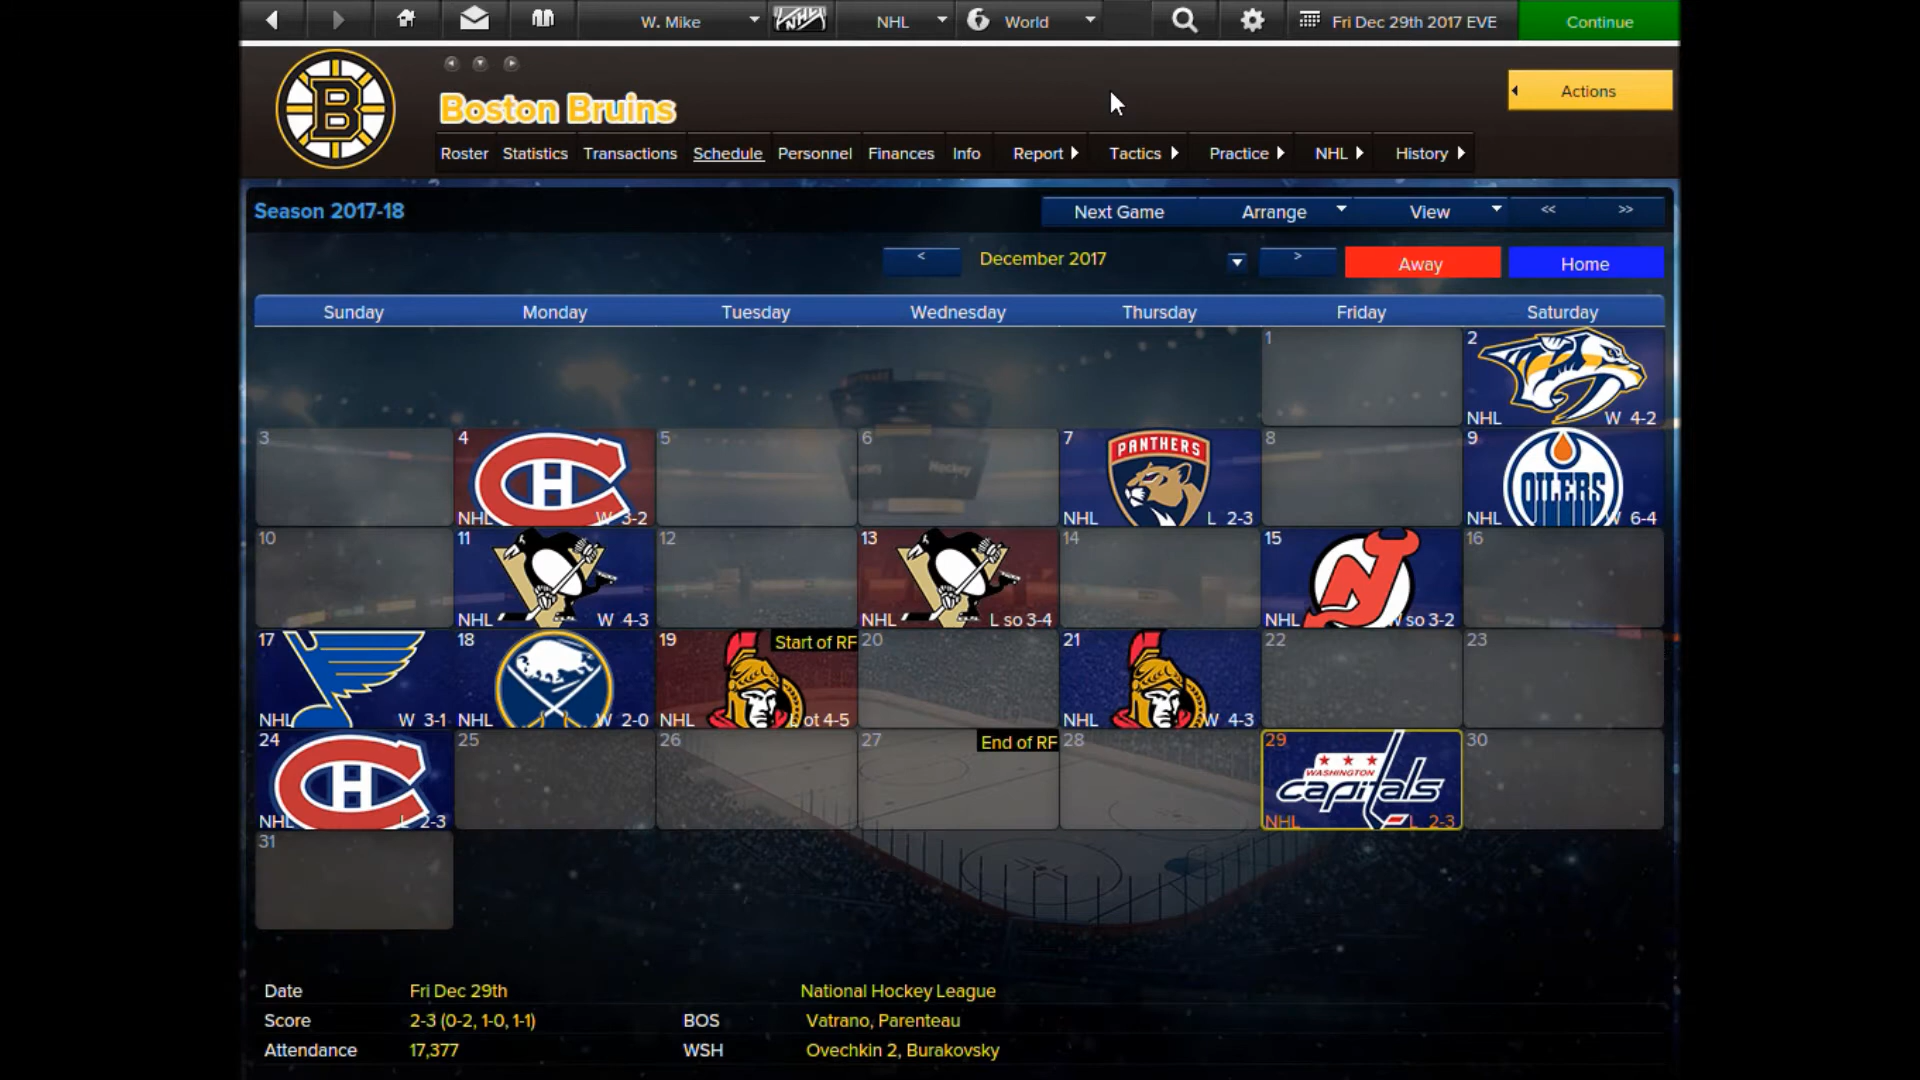 W. Mike NHL World Fri Dec 29th 2017 EVE Continue
Boston Bruins
Actions
Roster Statistics Transactions Schedule Personnel Finances Info Report Tactics Practice NHL History
Season 2017-18
Next Game Arrange View << >>
< December 2017 > Away Home
Sunday Monday Tuesday Wednesday Thursday Friday Saturday
1 2
NHL W 4-2
3 4 5 6 7 8 9
PANTHERS
OILERS
NHL W 3-2 NHL L 2-3 NHL W 6-4
10 11 12 13 14 15 16
NHL W 4-3 NHL L so 3-4 NHL W so 3-2
17 18 19 Start of RF 20 21 22 23
NHL W 3-1 NHL W 2-0 NHL L ot 4-5 NHL W 4-3
24 25 26 27 End of RF 28 29 30
WASHINGTON
capitals
NHL L 2-3 NHL L 2-3
31
Date Fri Dec 29th National Hockey League
Score 2-3 (0-2, 1-0, 1-1) BOS Vatrano, Parenteau
Attendance 17,377 WSH Ovechkin 2, Burakovsky